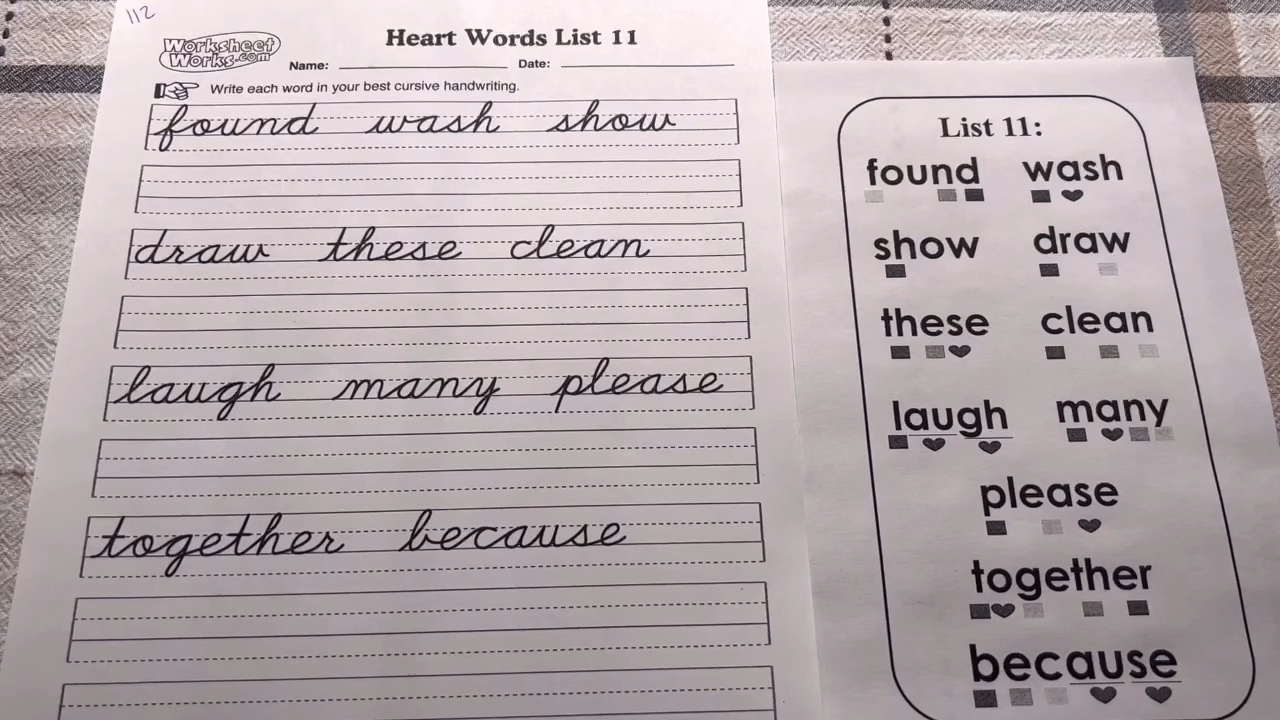 112
Worksheet Works.com
Heart Words List 11
Name: Date:
Write each word in your best cursive handwriting.
found wash show
draw these clean
laugh many please
together because
List 11:
found wash
show draw
these clean
laugh many
please
together
because